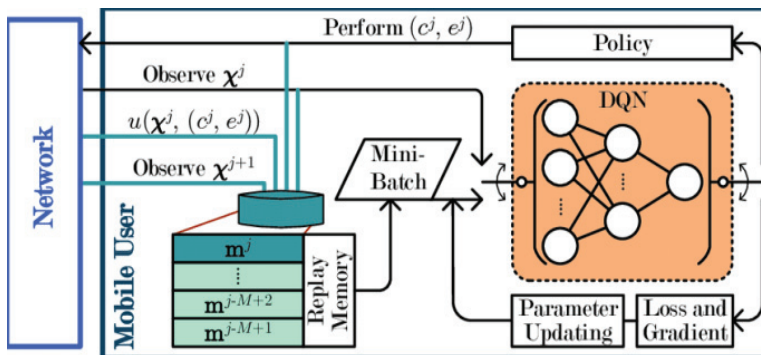 Perform (c^j, e^j)
Policy
Observe 𝛘^j
DQN
u(𝛘^j, (c^j, e^j))
Mini-
Batch
Observe 𝛘^{j+1}
Network
Mobile User
m^j
⋮
m^{j-M+2}
m^{j-M+1}
Replay
Memory
Parameter
Updating
Loss and
Gradient